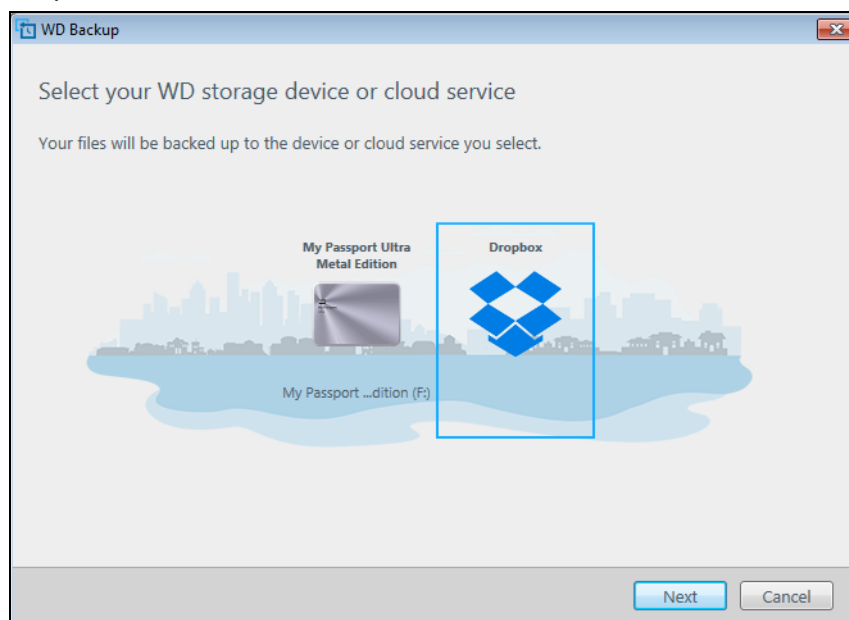 WD Backup
Select your WD storage device or cloud service
Your files will be backed up to the device or cloud service you select.
My Passport Ultra
Metal Edition
Dropbox
My Passport ...dition (F:)
Next
Cancel